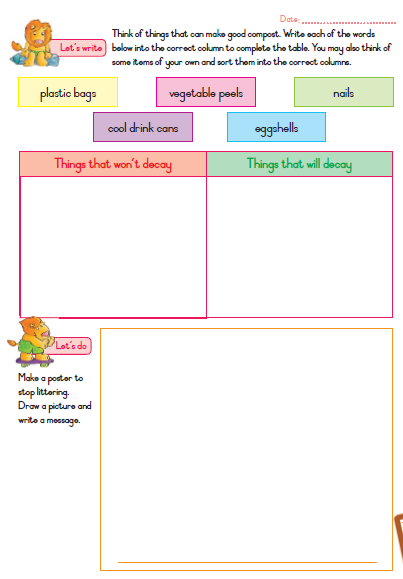 Date:
Let's write
Think of things that can make good compost. Write each of the words
below into the correct column to complete the table. You may also think of
some items of your own and sort them into the correct columns.
plastic bags
vegetable peels
nails
cool drink cans
eggshells
Things that won't decay
Things that will decay
Let's do
Make a poster to
stop littering.
Draw a picture and
write a message.